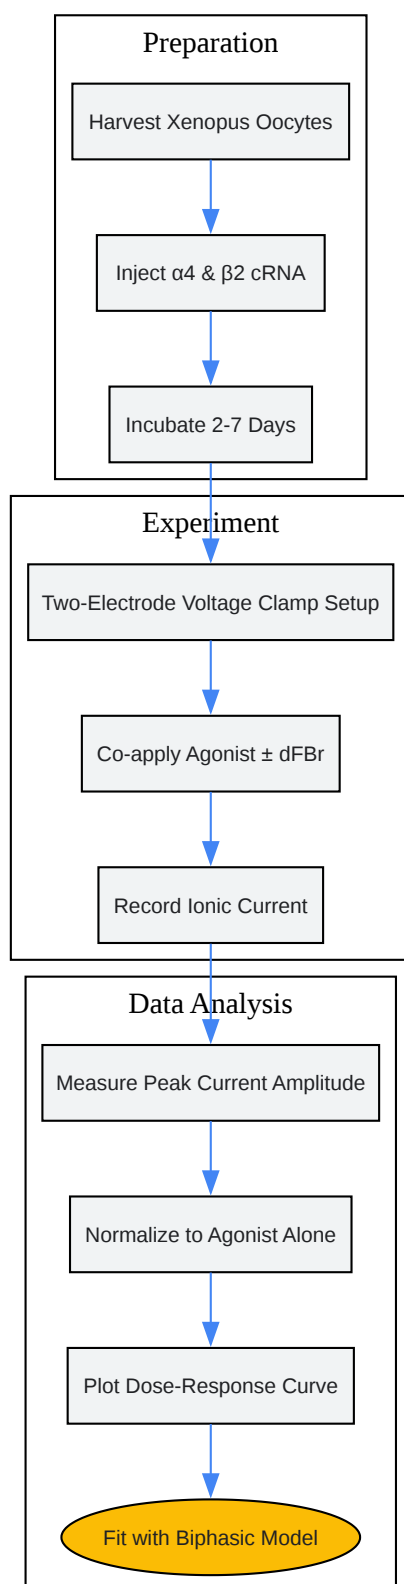 Preparation
Harvest Xenopus Oocytes
Inject α4 & β2 cRNA
Incubate 2-7 Days
Experiment
Two-Electrode Voltage Clamp Setup
Co-apply Agonist ± dFBr
Record Ionic Current
Data Analysis
Measure Peak Current Amplitude
Normalize to Agonist Alone
Plot Dose-Response Curve
Fit with Biphasic Model